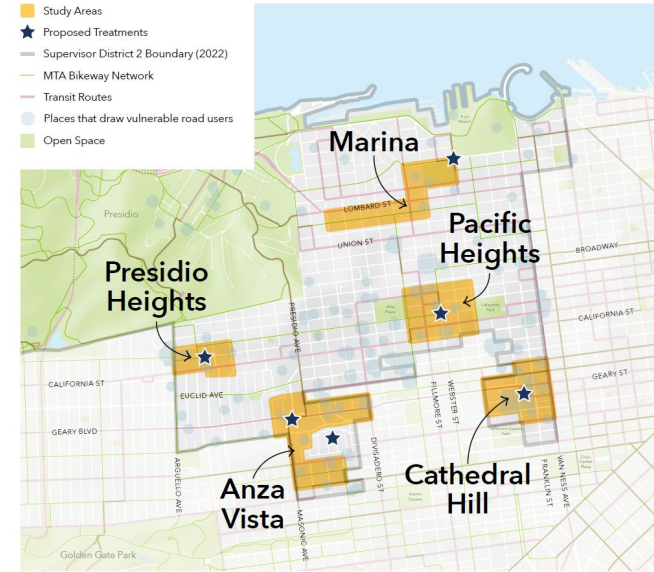 Study Areas
Proposed Treatments
Supervisor District 2 Boundary (2022)
MTA Bikeway Network
Transit Routes
Places that draw vulnerable road users
Open Space
Marina
LOMBARD ST
Presidio
UNION ST
Pacific
Heights
BROADWAY
Presidio
Heights
PRESIDIO AVE
CALIFORNIA ST
CALIFORNIA ST
EUCLID AVE
GEARY ST
GEARY BLVD
WEBSTER ST
FILLMORE ST
DIVISADERO ST
ARGUELLO AVE
Anza
Vista
Cathedral
Hill
VAN NESS AVE
FRANKLIN ST
MASONIC AVE
Golden Gate Park